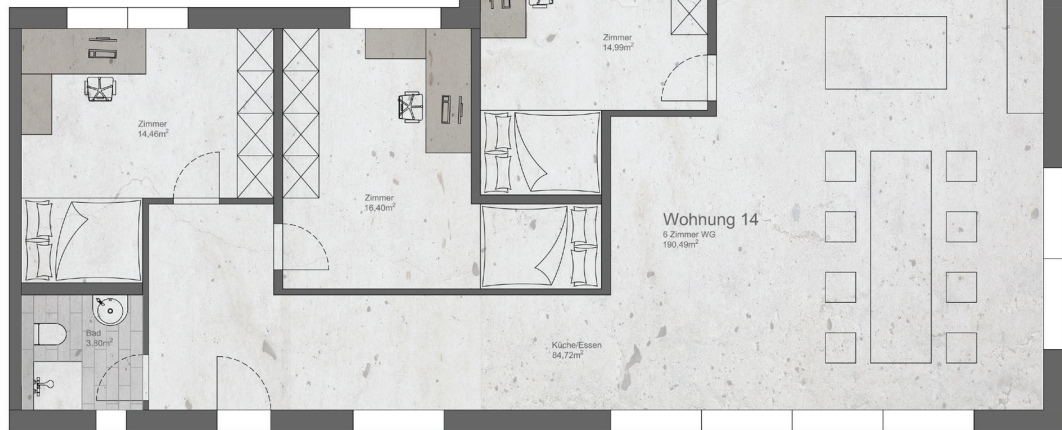 Zimmer
14,99m²
Zimmer
14,46m²
Zimmer
16,40m²
Wohnung 14
6 Zimmer WG
190,49m²
Bad
3,80m²
Küche/Essen
84,72m²